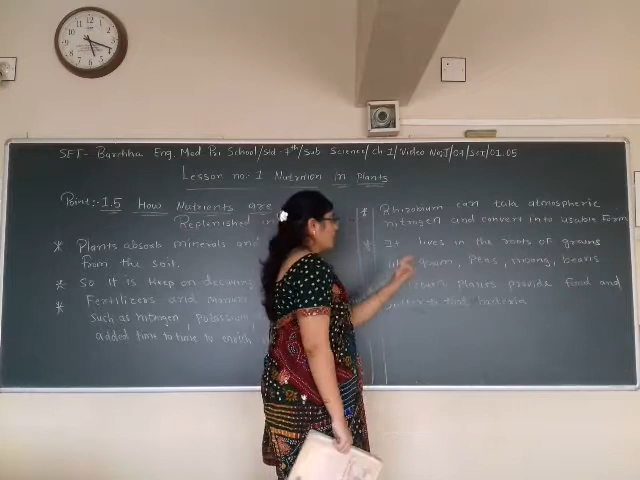 SET- Barchha Eng. Med Pri School/Std-7th/Sub Science/Ch 1/Video No.1/07/Set/01.05
Lesson no:-1 Nutrition in Plants
Point:-1.5 How Nutrients are
Replenished in
* Plants absorb minerals and
from the soil.
* So it is keep on
* Fertilizers and
Such as nitrogen, Potassium
added time to time to enrich
* Rhizobium can take atmospheric
nitrogen and convert into usable form
* It lives in the roots of grams
gram, Peas, moong, beans
Plants provide food and
bacteria